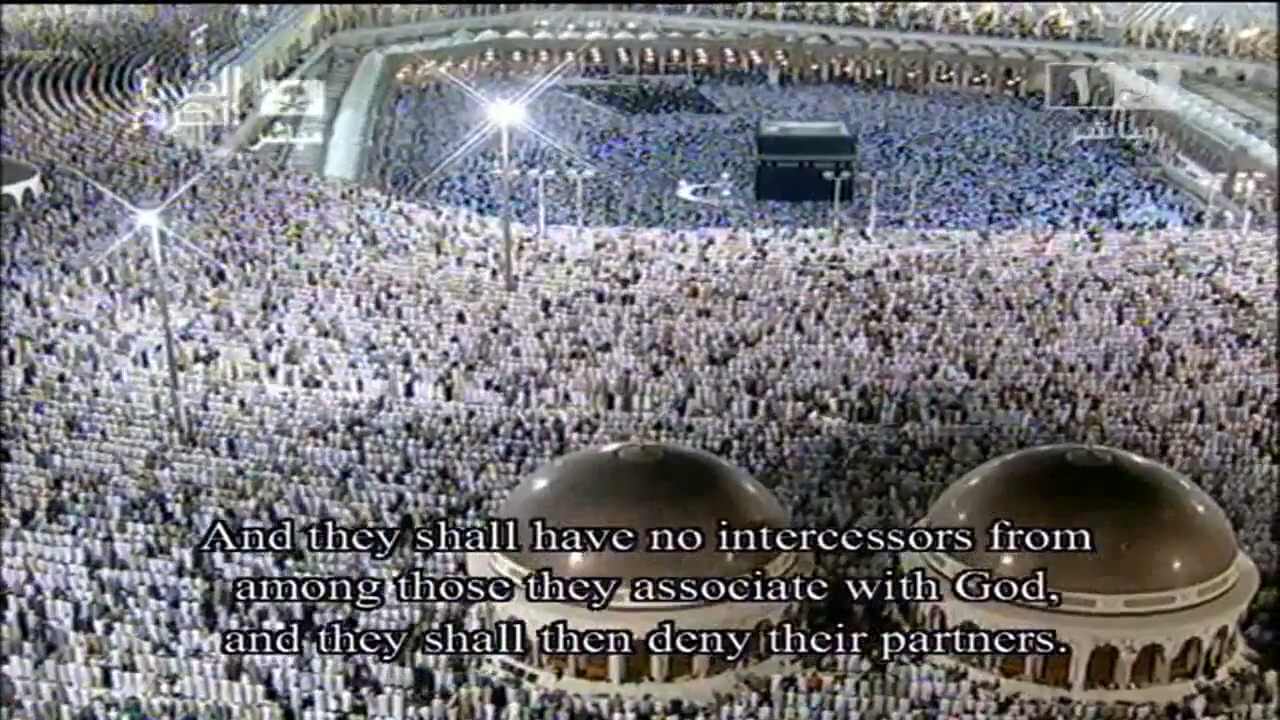 مباشر
And they shall have no intercessors from
among those they associate with God,
and they shall then deny their partners.